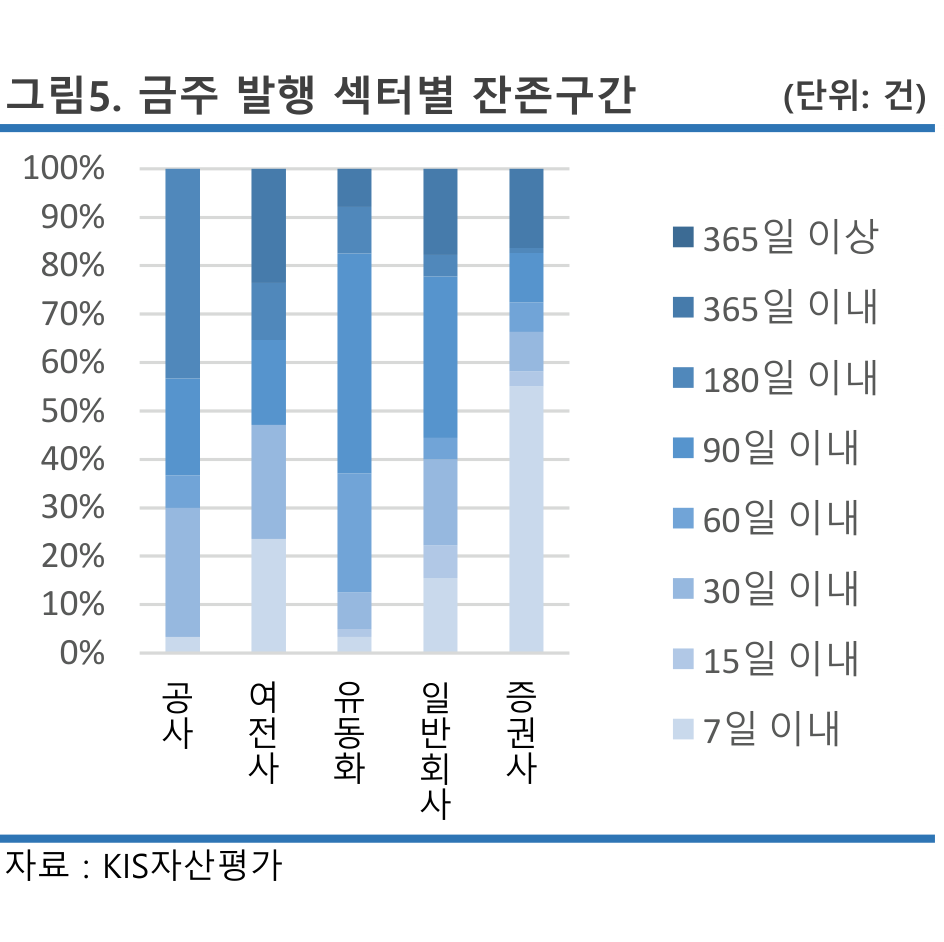 그림5. 금주 발행 섹터별 잔존구간 (단위: 건)
100%
90%
80%
70%
60%
50%
40%
30%
20%
10%
0%
공사
여전사
유동화
일반회사
증권사
365일 이상
365일 이내
180일 이내
90일 이내
60일 이내
30일 이내
15일 이내
7일 이내
자료 : KIS자산평가